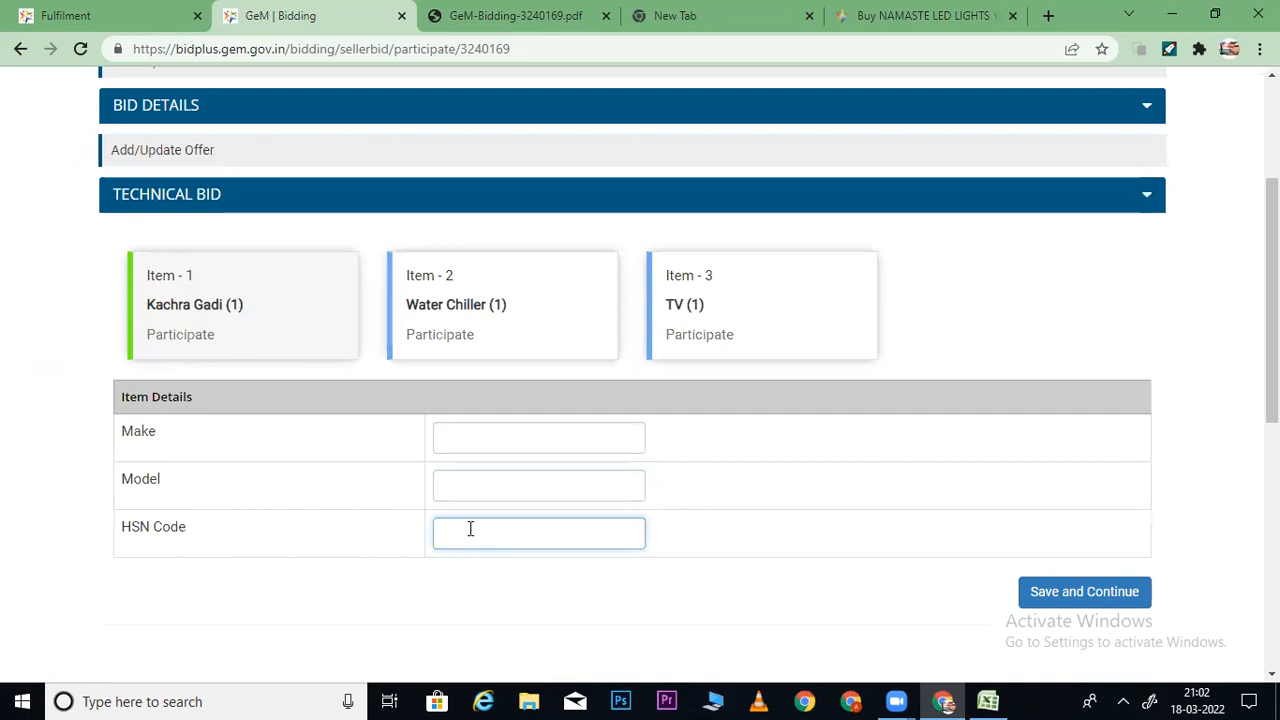 Fulfilment
GeM | Bidding
GeM-Bidding-3240169.pdf
New Tab
Buy NAMASTE LED LIGHTS
https://bidplus.gem.gov.in/bidding/sellerbid/participate/3240169
BID DETAILS
Add/Update Offer
TECHNICAL BID
Item - 1
Kachra Gadi (1)
Participate
Item - 2
Water Chiller (1)
Participate
Item - 3
TV (1)
Participate
Item Details
Make
Model
HSN Code
Save and Continue
Activate Windows
Go to Settings to activate Windows.
Type here to search
21:02
18-03-2022